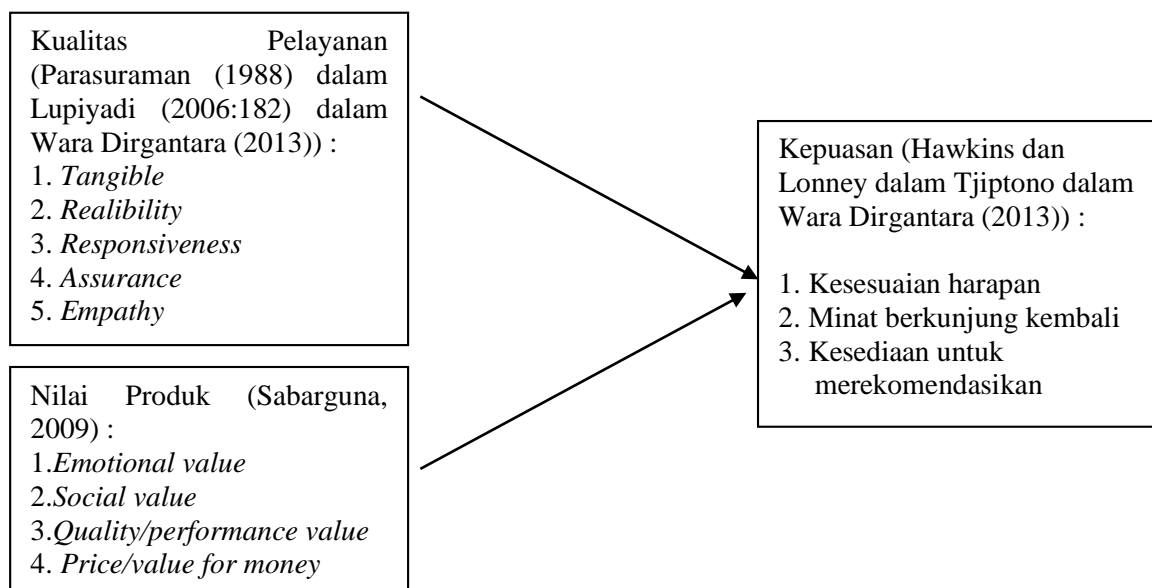 Kualitas Pelayanan
(Parasuraman (1988) dalam
Lupiyadi (2006:182) dalam
Wara Dirgantara (2013)) :
1. Tangible
2. Realibility
3. Responsiveness
4. Assurance
5. Empathy
Nilai Produk (Sabarguna,
2009) :
1.Emotional value
2.Social value
3.Quality/performance value
4. Price/value for money
Kepuasan (Hawkins dan
Lonney dalam Tjiptono dalam
Wara Dirgantara (2013)) :
1. Kesesuaian harapan
2. Minat berkunjung kembali
3. Kesediaan untuk
merekomendasikan